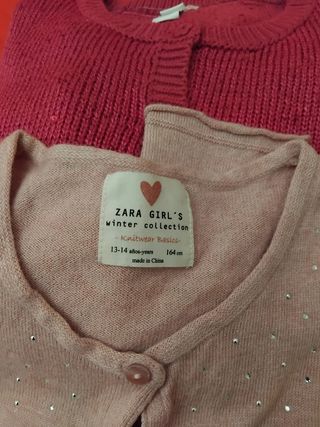 ZARA GIRL'S
winter collection
- Knitwear Basics-
13-14 años-years 164 cm
made in China